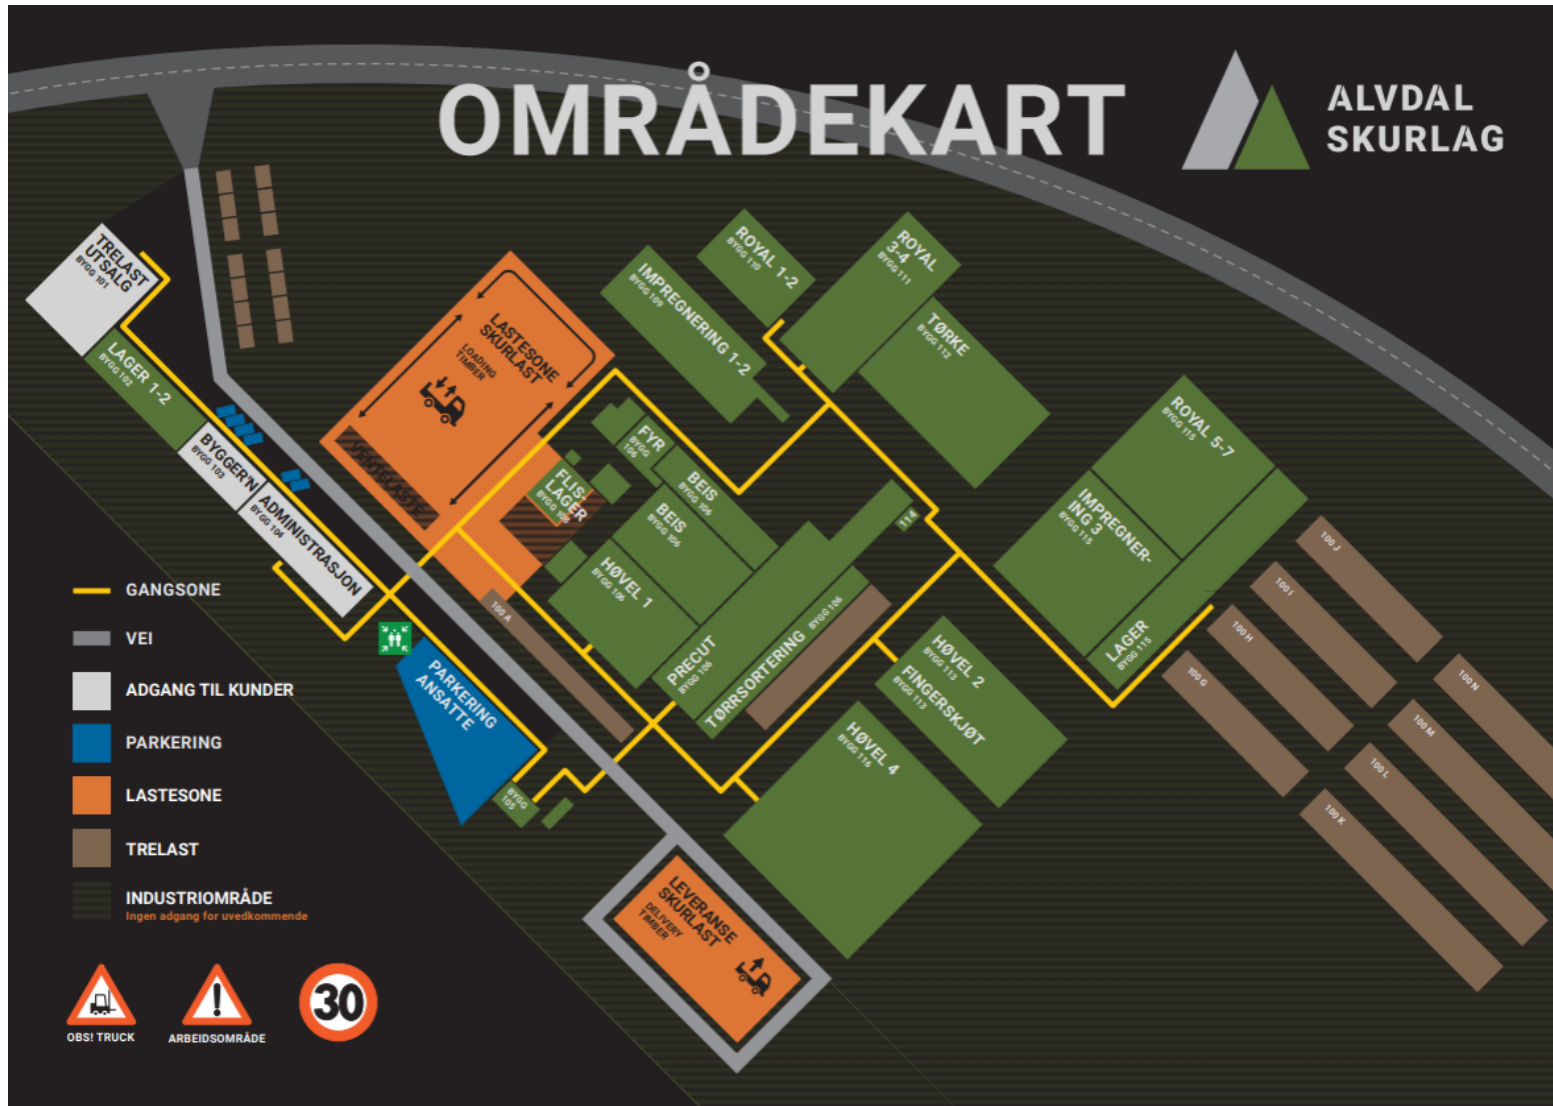 OMRÅDEKART
ALVDAL
SKURLAG
TRELAST
UTSALG
BYGG 101
LAGER 1-2
BYGG 102
BYGGER'N
BYGG 103
ADMINISTRASJON
BYGG 104
LASTESONE
SKURLAST
LOADING
TIMBER
VENTEPLASTE
FLIS-
LAGER
BYGG 108
FYR
BYGG
106
BEIS
BYGG 106
BEIS
BYGG 106
HØVEL 1
BYGG 106
PRECUT
BYGG 106
TØRRSORTERING BYGG 106
IMPREGNERING 1-2
BYGG 109
ROYAL 1-2
BYGG 110
ROYAL
3-4
BYGG 111
TØRKE
BYGG 112
114
ROYAL 5-7
BYGG 115
IMPREGNER-
ING 3
BYGG 115
LAGER
BYGG 115
HØVEL 2
BYGG 113
FINGERSKJØT
BYGG 113
HØVEL 4
BYGG 116
100 A
100 J
100 I
100 H
100 G
100 N
100 M
100 L
100 K
PARKERING
ANSATTE
BYGG
105
LEVERANSE
SKURLAST
DELIVERY
TIMBER
GANGSONE
VEI
ADGANG TIL KUNDER
PARKERING
LASTESONE
TRELAST
INDUSTRIOMRÅDE
Ingen adgang for uvedkommende
OBS! TRUCK
ARBEIDSOMRÅDE
30